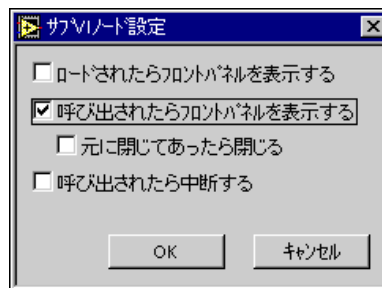 サブVIノード設定
ロードされたらフロントパネルを表示する
呼び出されたらフロントパネルを表示する
元に閉じてあったら閉じる
呼び出されたら中断する
OK キャンセル